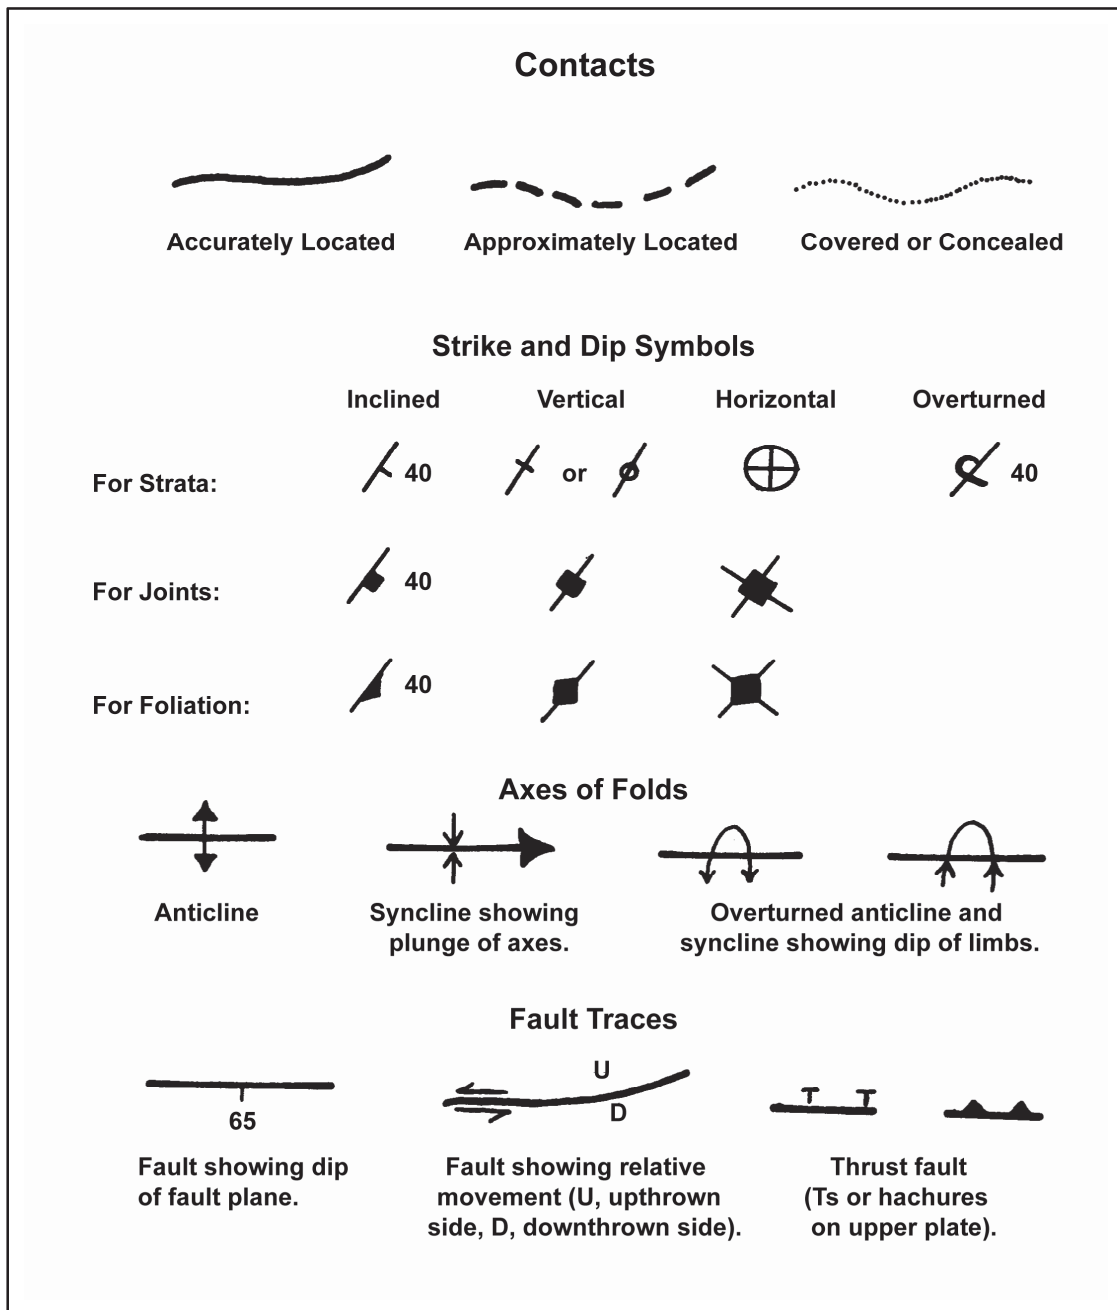 Contacts
Accurately Located
Approximately Located
Covered or Concealed
Strike and Dip Symbols
Inclined
Vertical
Horizontal
Overturned
For Strata:
40
or
40
For Joints:
40
For Foliation:
40
Axes of Folds
Anticline
Syncline showing
plunge of axes.
Overturned anticline and
syncline showing dip of limbs.
Fault Traces
65
U
D
T T
Fault showing dip
of fault plane.
Fault showing relative
movement (U, upthrown
side, D, downthrown side).
Thrust fault
(Ts or hachures
on upper plate).